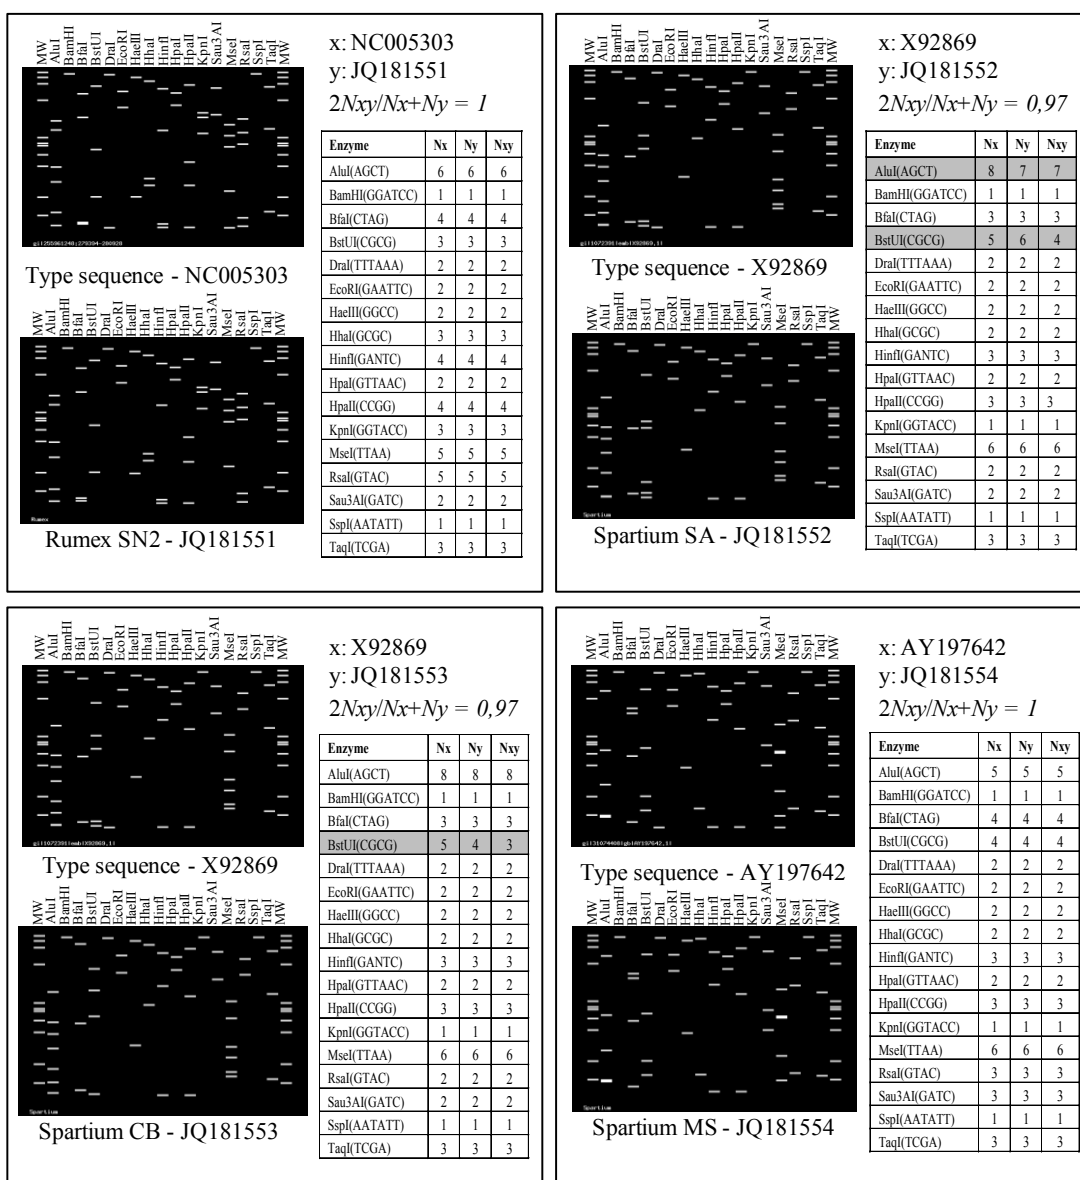 MW AluI BamHI BfaI BstUI DraI EcoRI HaeIII HhaI HinfI HpaI HpaII KpnI Sau3AI MseI RsaI SspI TaqI MW
Type sequence - NC005303
MW AluI BamHI BfaI BstUI DraI EcoRI HaeIII HhaI HinfI HpaI HpaII KpnI Sau3AI MseI RsaI SspI TaqI MW
Rumex
Rumex SN2 - JQ181551
x: NC005303
y: JQ181551
2Nxy/Nx+Ny = 1
Enzyme Nx Ny Nxy
AluI(AGCT) 6 6 6
BamHI(GGATCC) 1 1 1
BfaI(CTAG) 4 4 4
BstUI(CGCG) 3 3 3
DraI(TTTAAA) 2 2 2
EcoRI(GAATTC) 2 2 2
HaeIII(GGCC) 2 2 2
HhaI(GCGC) 3 3 3
HinfI(GANTC) 4 4 4
HpaI(GTTAAC) 2 2 2
HpaII(CCGG) 4 4 4
KpnI(GGTACC) 3 3 3
MseI(TTAA) 5 5 5
RsaI(GTAC) 5 5 5
Sau3AI(GATC) 2 2 2
SspI(AATATT) 1 1 1
TaqI(TCGA) 3 3 3
MW AluI BamHI BfaI BstUI DraI EcoRI HaeIII HhaI HinfI HpaI HpaII KpnI Sau3AI MseI RsaI SspI TaqI MW
Type sequence - X92869
MW AluI BamHI BfaI BstUI DraI EcoRI HaeIII HhaI HinfI HpaI HpaII KpnI Sau3AI MseI RsaI SspI TaqI MW
Spartium
Spartium SA - JQ181552
x: X92869
y: JQ181552
2Nxy/Nx+Ny = 0,97
Enzyme Nx Ny Nxy
AluI(AGCT) 8 7 7
BamHI(GGATCC) 1 1 1
BfaI(CTAG) 3 3 3
BstUI(CGCG) 5 6 4
DraI(TTTAAA) 2 2 2
EcoRI(GAATTC) 2 2 2
HaeIII(GGCC) 2 2 2
HhaI(GCGC) 2 2 2
HinfI(GANTC) 3 3 3
HpaI(GTTAAC) 2 2 2
HpaII(CCGG) 3 3 3
KpnI(GGTACC) 1 1 1
MseI(TTAA) 6 6 6
RsaI(GTAC) 2 2 2
Sau3AI(GATC) 2 2 2
SspI(AATATT) 1 1 1
TaqI(TCGA) 3 3 3
MW AluI BamHI BfaI BstUI DraI EcoRI HaeIII HhaI HinfI HpaI HpaII KpnI Sau3AI MseI RsaI SspI TaqI MW
Type sequence - X92869
MW AluI BamHI BfaI BstUI DraI EcoRI HaeIII HhaI HinfI HpaI HpaII KpnI Sau3AI MseI RsaI SspI TaqI MW
Spartium
Spartium CB - JQ181553
x: X92869
y: JQ181553
2Nxy/Nx+Ny = 0,97
Enzyme Nx Ny Nxy
AluI(AGCT) 8 8 8
BamHI(GGATCC) 1 1 1
BfaI(CTAG) 3 3 3
BstUI(CGCG) 5 4 3
DraI(TTTAAA) 2 2 2
EcoRI(GAATTC) 2 2 2
HaeIII(GGCC) 2 2 2
HhaI(GCGC) 2 2 2
HinfI(GANTC) 3 3 3
HpaI(GTTAAC) 2 2 2
HpaII(CCGG) 3 3 3
KpnI(GGTACC) 1 1 1
MseI(TTAA) 6 6 6
RsaI(GTAC) 2 2 2
Sau3AI(GATC) 2 2 2
SspI(AATATT) 1 1 1
TaqI(TCGA) 3 3 3
MW AluI BamHI BfaI BstUI DraI EcoRI HaeIII HhaI HinfI HpaI HpaII KpnI Sau3AI MseI RsaI SspI TaqI MW
Type sequence - AY197642
MW AluI BamHI BfaI BstUI DraI EcoRI HaeIII HhaI HinfI HpaI HpaII KpnI Sau3AI MseI RsaI SspI TaqI MW
Spartium
Spartium MS - JQ181554
x: AY197642
y: JQ181554
2Nxy/Nx+Ny = 1
Enzyme Nx Ny Nxy
AluI(AGCT) 5 5 5
BamHI(GGATCC) 1 1 1
BfaI(CTAG) 4 4 4
BstUI(CGCG) 4 4 4
DraI(TTTAAA) 2 2 2
EcoRI(GAATTC) 2 2 2
HaeIII(GGCC) 2 2 2
HhaI(GCGC) 2 2 2
HinfI(GANTC) 3 3 3
HpaI(GTTAAC) 2 2 2
HpaII(CCGG) 3 3 3
KpnI(GGTACC) 1 1 1
MseI(TTAA) 6 6 6
RsaI(GTAC) 3 3 3
Sau3AI(GATC) 3 3 3
SspI(AATATT) 1 1 1
TaqI(TCGA) 3 3 3